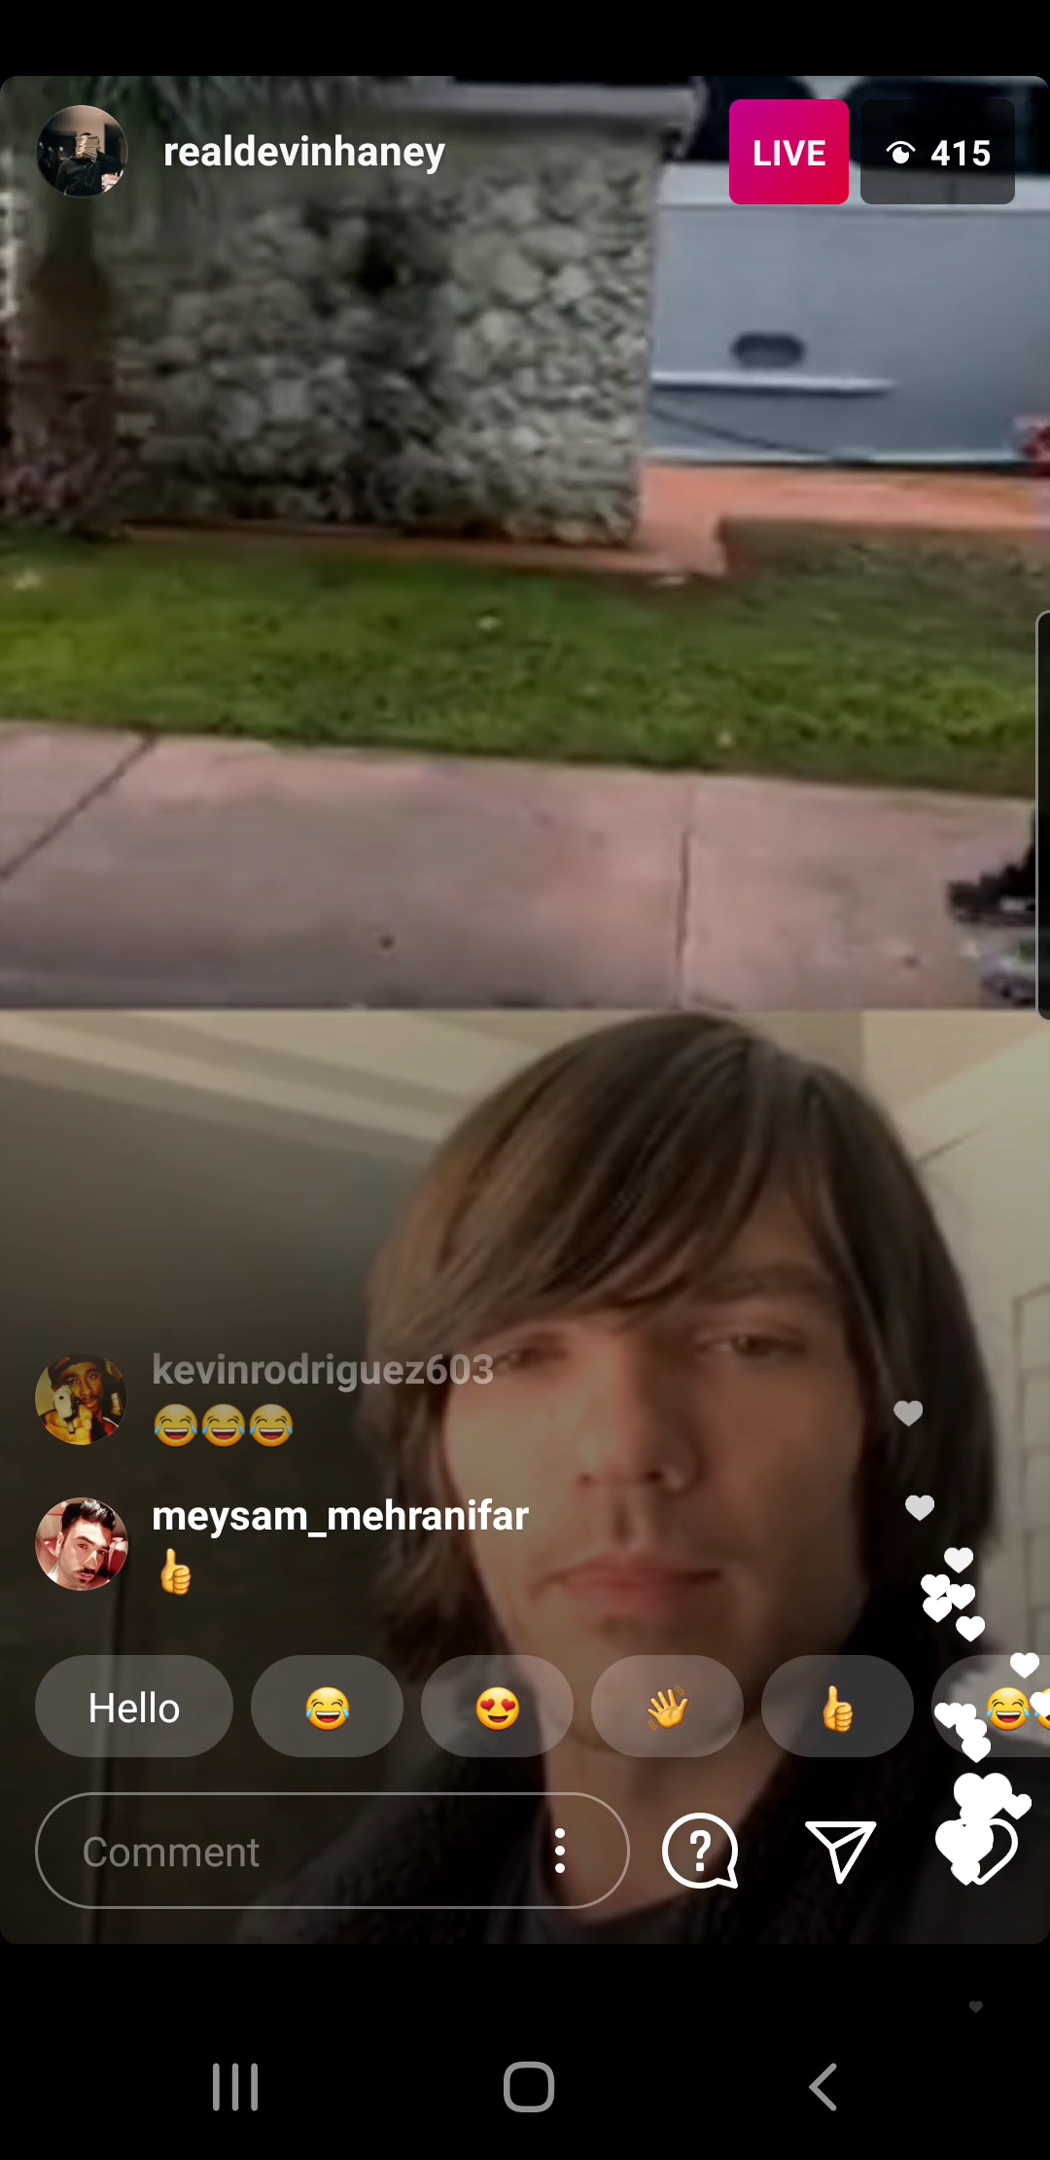 realdevinhaney
LIVE
415
kevinrodriguez603
😂😂😂
meysam_mehranifar
👍
Hello
😂
😍
👋
👍
😂
Comment